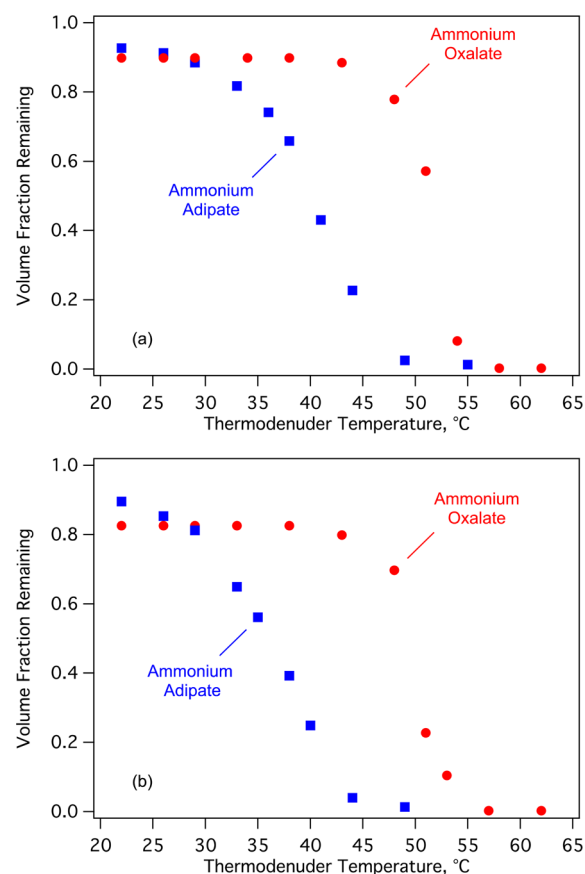 1.0
Ammonium
Oxalate
0.8
0.6
Volume Fraction Remaining
Ammonium
Adipate
0.4
0.2
(a)
0.0
20 25 30 35 40 45 50 55 60 65
Thermodenuder Temperature, °C
1.0
Ammonium
Oxalate
0.8
0.6
Volume Fraction Remaining
Ammonium
Adipate
0.4
0.2
(b)
0.0
20 25 30 35 40 45 50 55 60 65
Thermodenuder Temperature, °C